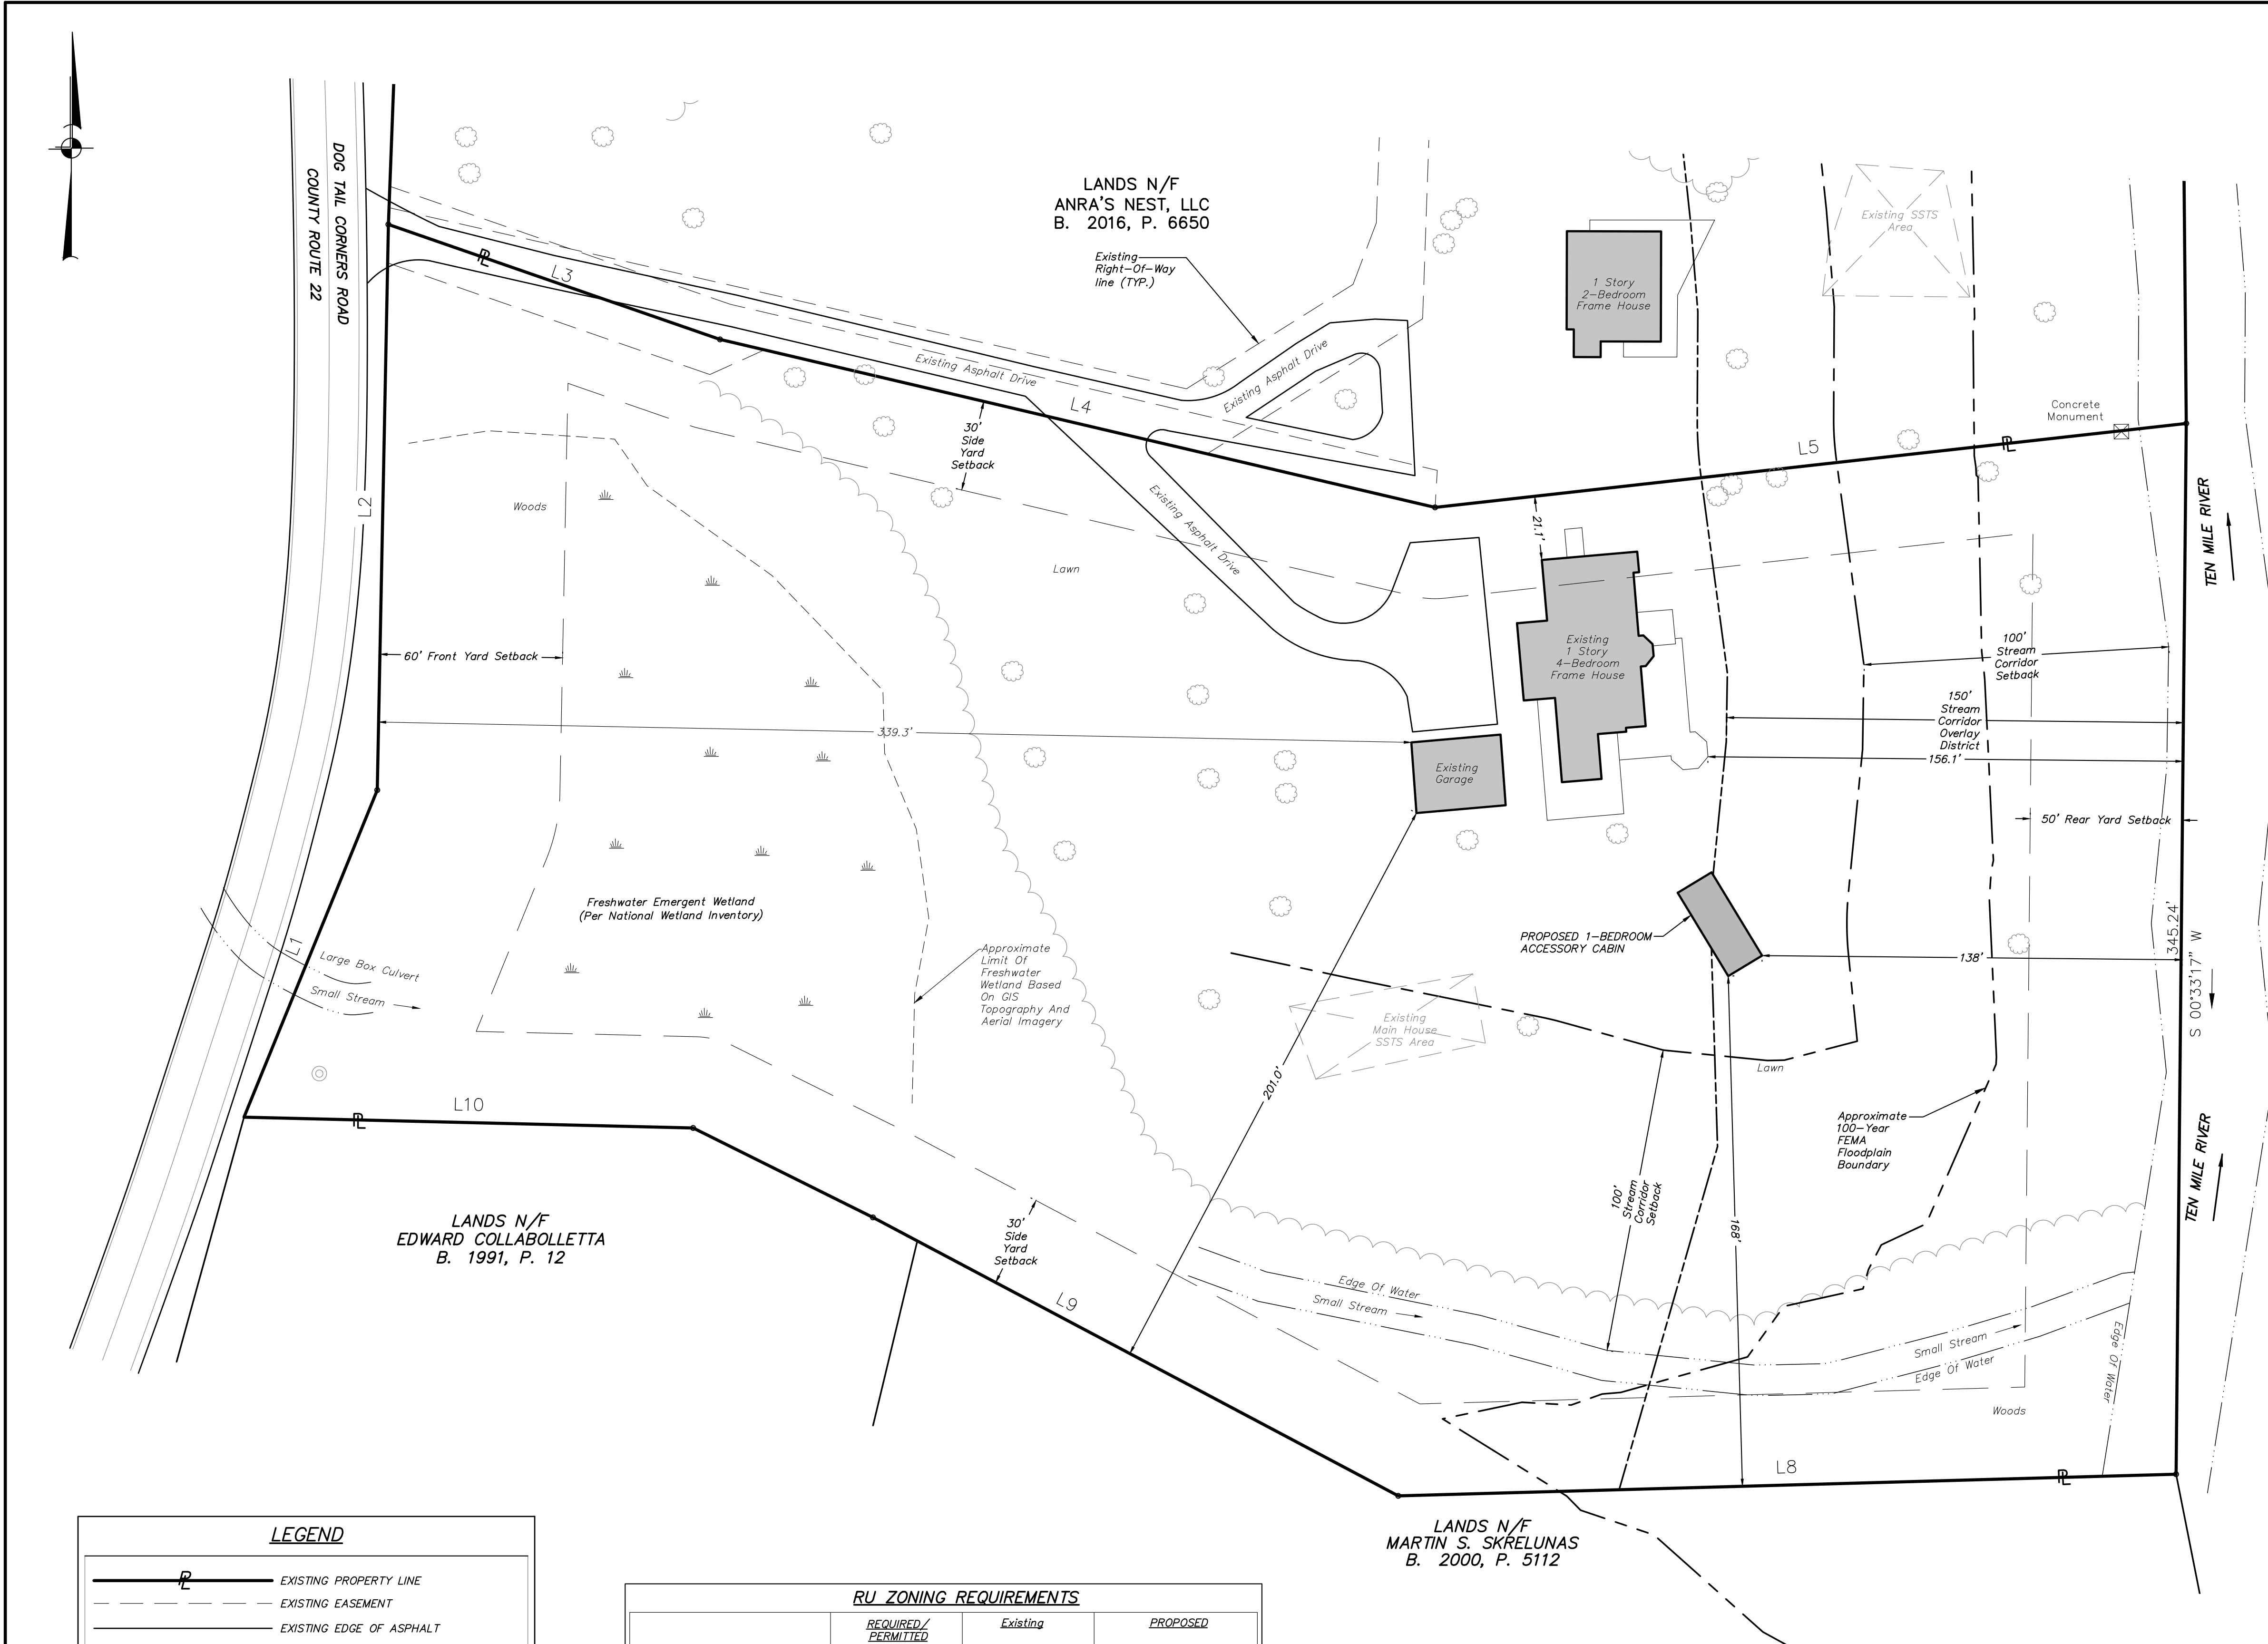 DOG TAIL CORNERS ROAD
COUNTY ROUTE 22
LANDS N/F
ANRA'S NEST, LLC
B. 2016, P. 6650
Existing
Right-Of-Way
line (TYP.)
1 Story
2-Bedroom
Frame House
Existing SSTS
Area
PL
L3
Existing Asphalt Drive
Existing Asphalt Drive
L4
Concrete
Monument
L5
PL
30'
Side
Yard
Setback
L2
Woods
Existing Asphalt Drive
21.1'
TEN MILE RIVER
Lawn
60' Front Yard Setback
Existing
1 Story
4-Bedroom
Frame House
100'
Stream
Corridor
Setback
150'
Stream
Corridor
Overlay
District
339.3'
156.1'
Existing
Garage
50' Rear Yard Setback
Freshwater Emergent Wetland
(Per National Wetland Inventory)
L1
Large Box Culvert
Small Stream
Approximate
Limit Of
Freshwater
Wetland Based
On GIS
Topography And
Aerial Imagery
PROPOSED 1-BEDROOM
ACCESSORY CABIN
138'
345.24'
S 00°33'17" W
Existing
Main House
SSTS Area
Lawn
201.0'
L10
PL
Approximate
100-Year
FEMA
Floodplain
Boundary
TEN MILE RIVER
100'
Stream
Corridor
Setback
168'
LANDS N/F
EDWARD COLLABOLLETTA
B. 1991, P. 12
30'
Side
Yard
Setback
L9
Edge Of Water
Small Stream
Small Stream
Edge Of Water
Edge Of Water
Woods
L8
PL
LANDS N/F
MARTIN S. SKRELUNAS
B. 2000, P. 5112
LEGEND
PL EXISTING PROPERTY LINE
EXISTING EASEMENT
EXISTING EDGE OF ASPHALT
RU ZONING REQUIREMENTS
REQUIRED/
PERMITTED
Existing
PROPOSED